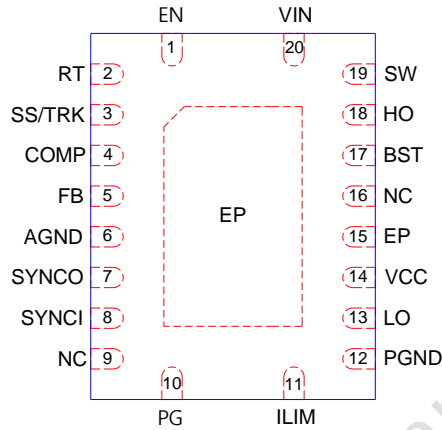 EN VIN
1 20
RT 2 19 SW
SS/TRK 3 18 HO
COMP 4 17 BST
FB 5 16 NC
EP
AGND 6 15 EP
SYNCO 7 14 VCC
SYNCI 8 13 LO
NC 9 12 PGND
10 11
PG ILIM